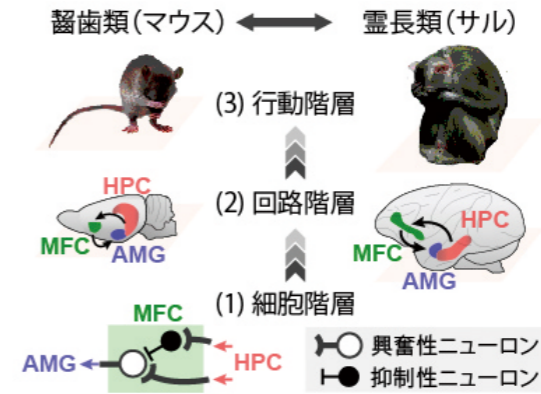 齧歯類(マウス)
霊長類(サル)
(3) 行動階層
HPC
MFC
AMG
(2) 回路階層
HPC
MFC
AMG
(1) 細胞階層
MFC
AMG
HPC
興奮性ニューロン
抑制性ニューロン